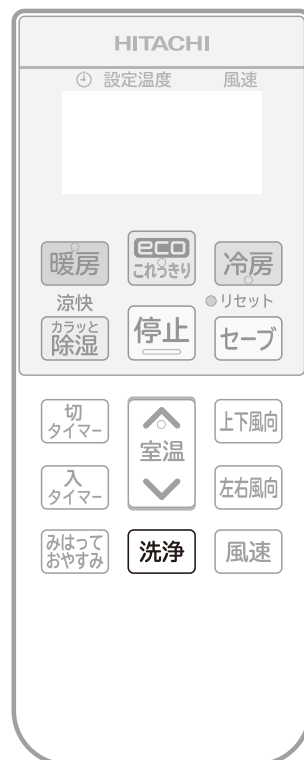 HITACHI
設定温度 風速
暖房
eco
これっきり
冷房
涼快
リセット
カラッと
除湿
停止
セーブ
切
タイマー
室温
上下風向
入
タイマー
左右風向
みはって
おやすみ
洗浄
風速